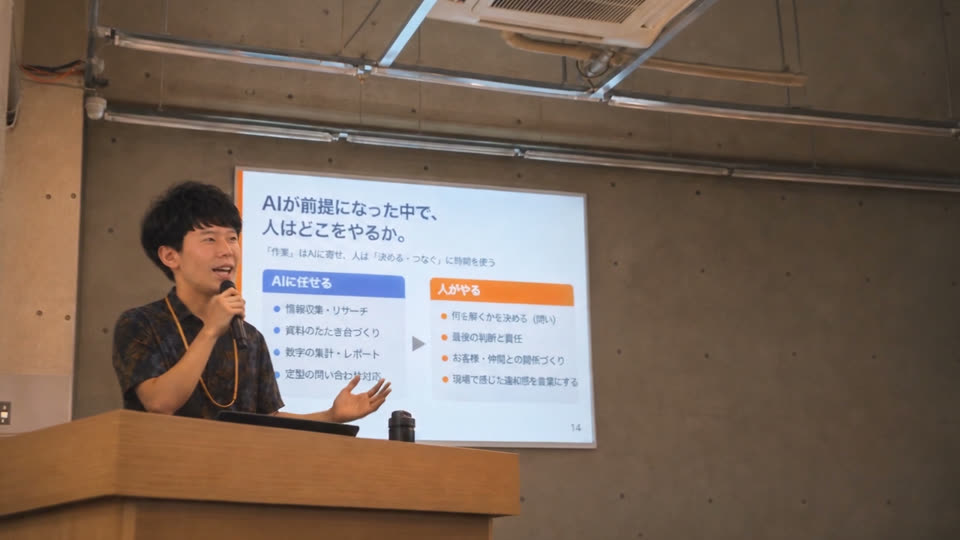 AIが前提になった中で、
人はどこをやるか。
「作業」はAIに寄せ、人は「決める・つなぐ」に時間を使う
AIに任せる
情報収集・リサーチ
資料のたたき台づくり
数字の集計・レポート
定型の問い合わせ対応
人がやる
何を解くかを決める（問い）
最後の判断と責任
お客様・仲間との関係づくり
現場で感じた違和感を言葉にする
14